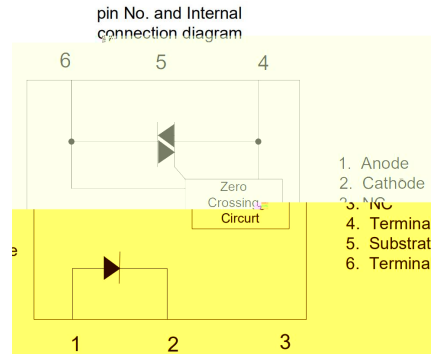 pin No. and Internal
connection diagram
6 5 4
Zero
Crossing
Circurt
1. Anode
2. Cathode
3. NC
4. Termina
5. Substrat
6. Termina
e
1 2 3